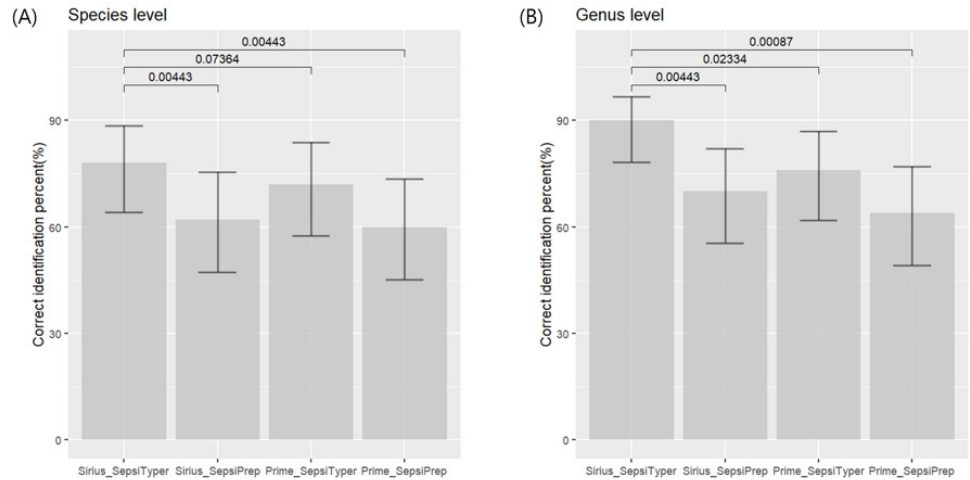 (A) Species level
0.00443
0.07364
0.00443
90
60
30
0
Correct identification percent(%)
Sirius_SepsiTyper Sirius_SepsiPrep Prime_SepsiTyper Prime_SepsiPrep
(B) Genus level
0.00087
0.02334
0.00443
90
60
30
0
Correct identification percent(%)
Sirius_SepsiTyper Sirius_SepsiPrep Prime_SepsiTyper Prime_SepsiPrep